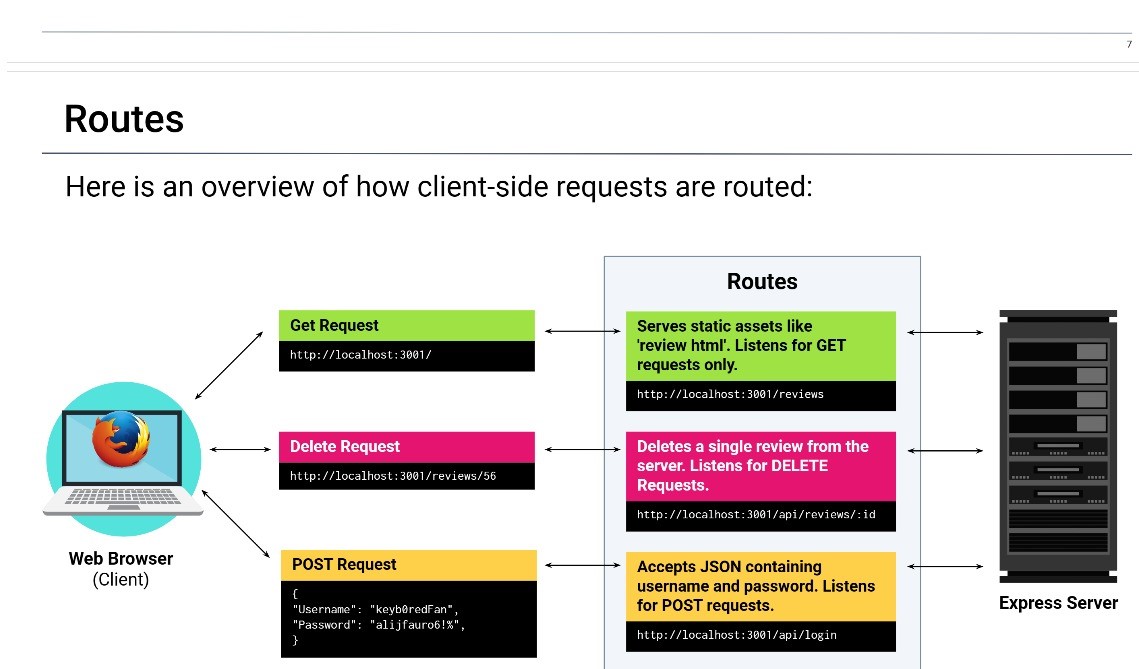 7
Routes
Here is an overview of how client-side requests are routed:
Routes
Get Request
http://localhost:3001/
Serves static assets like
'review html'. Listens for GET
requests only.
http://localhost:3001/reviews
Delete Request
http://localhost:3001/reviews/56
Deletes a single review from the
server. Listens for DELETE
Requests.
http://localhost:3001/api/reviews/:id
Web Browser
(Client)
POST Request
{
"Username": "keyb0redFan",
"Password": "alijfauro6!%",
}
Accepts JSON containing
username and password. Listens
for POST requests.
http://localhost:3001/api/login
Express Server